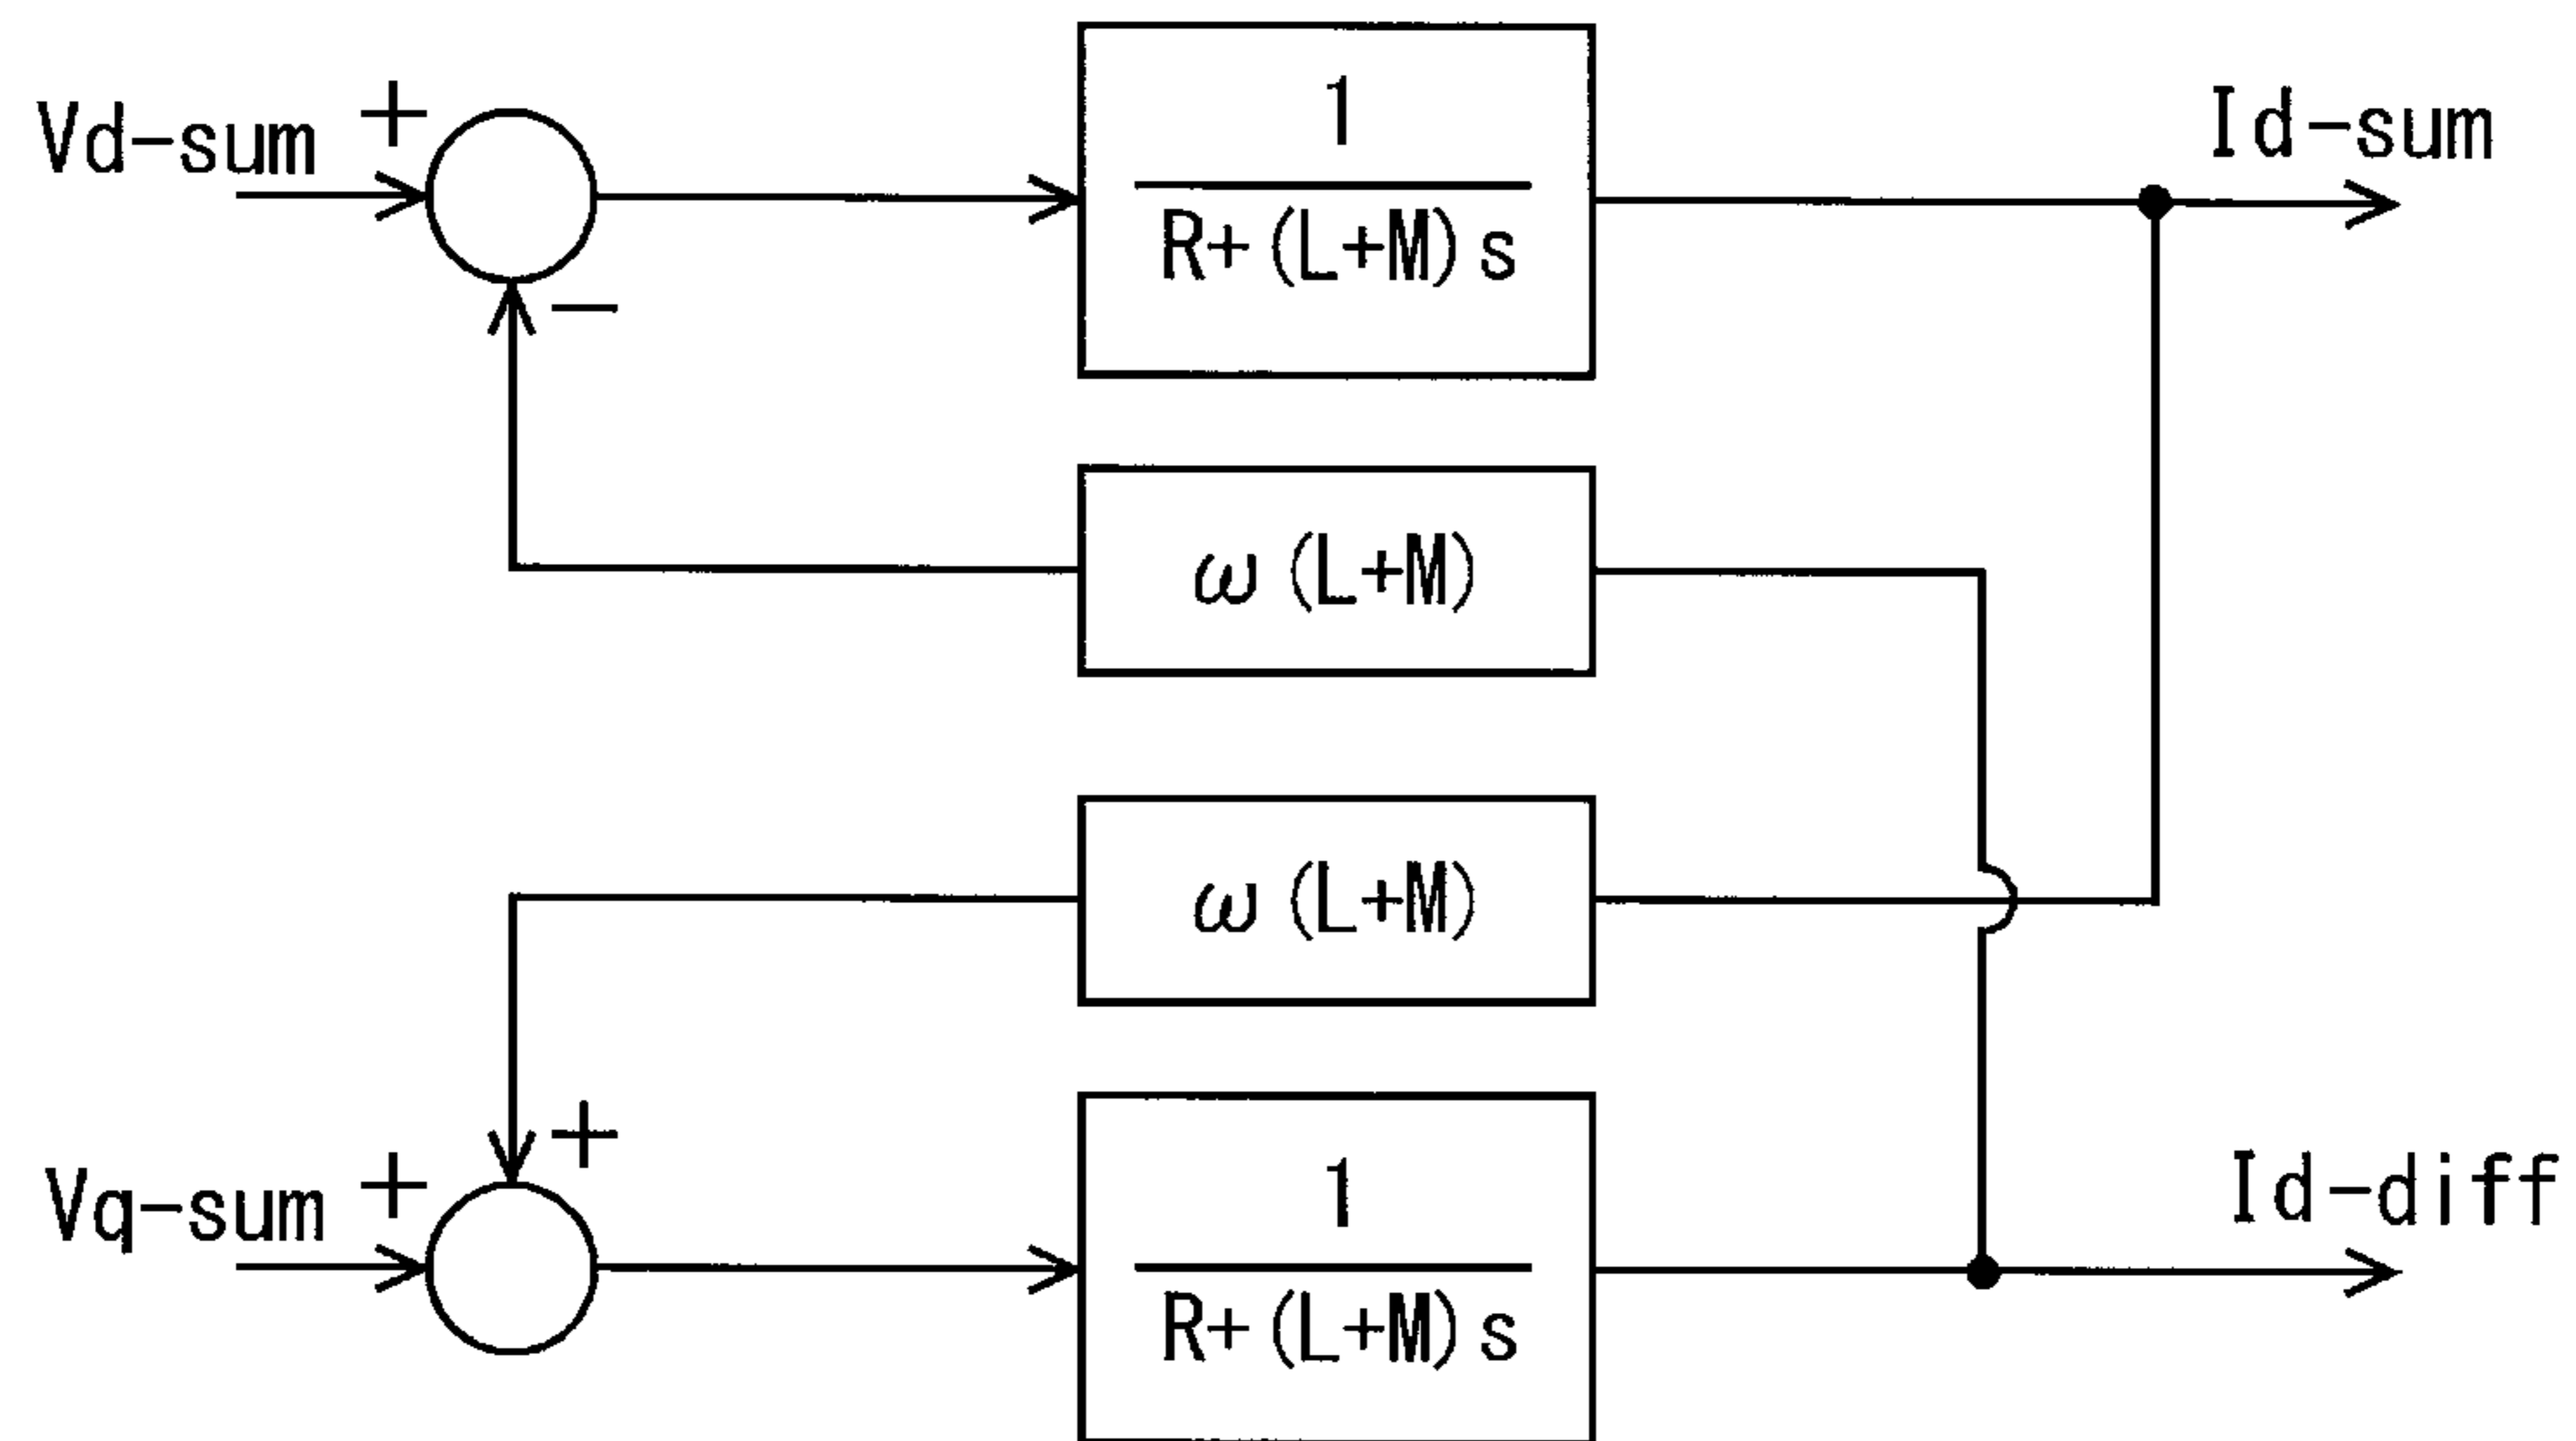 Vd-sum
+
−
1
R+(L+M)s
Id-sum
ω(L+M)
ω(L+M)
Vq-sum
+
+
1
R+(L+M)s
Id-diff